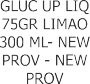 GLUC UP LIQ
75GR LIMAO
300 ML- NEW
PROV - NEW
PROV